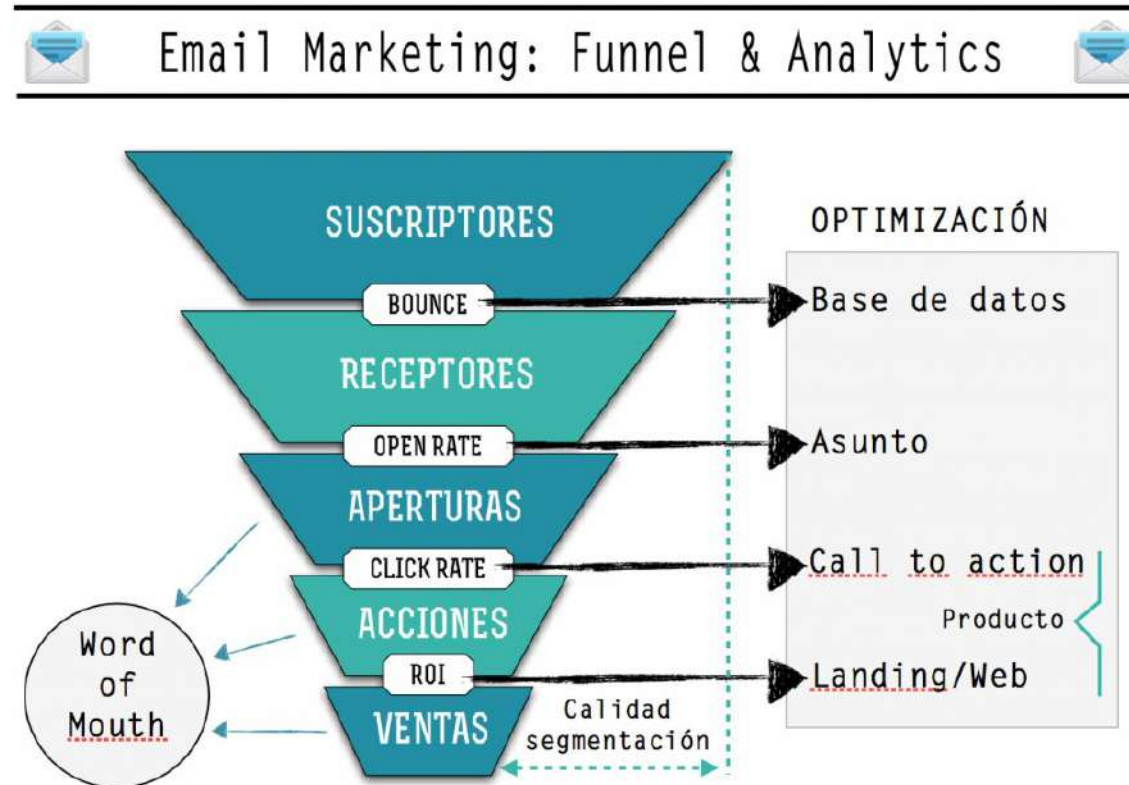 Email Marketing: Funnel & Analytics
SUSCRIPTORES
BOUNCE
RECEPTORES
OPEN RATE
APERTURAS
CLICK RATE
ACCIONES
ROI
VENTAS
Word
of
Mouth
Calidad
segmentación
OPTIMIZACIÓN
Base de datos
Asunto
Call to action
Producto
Landing/Web